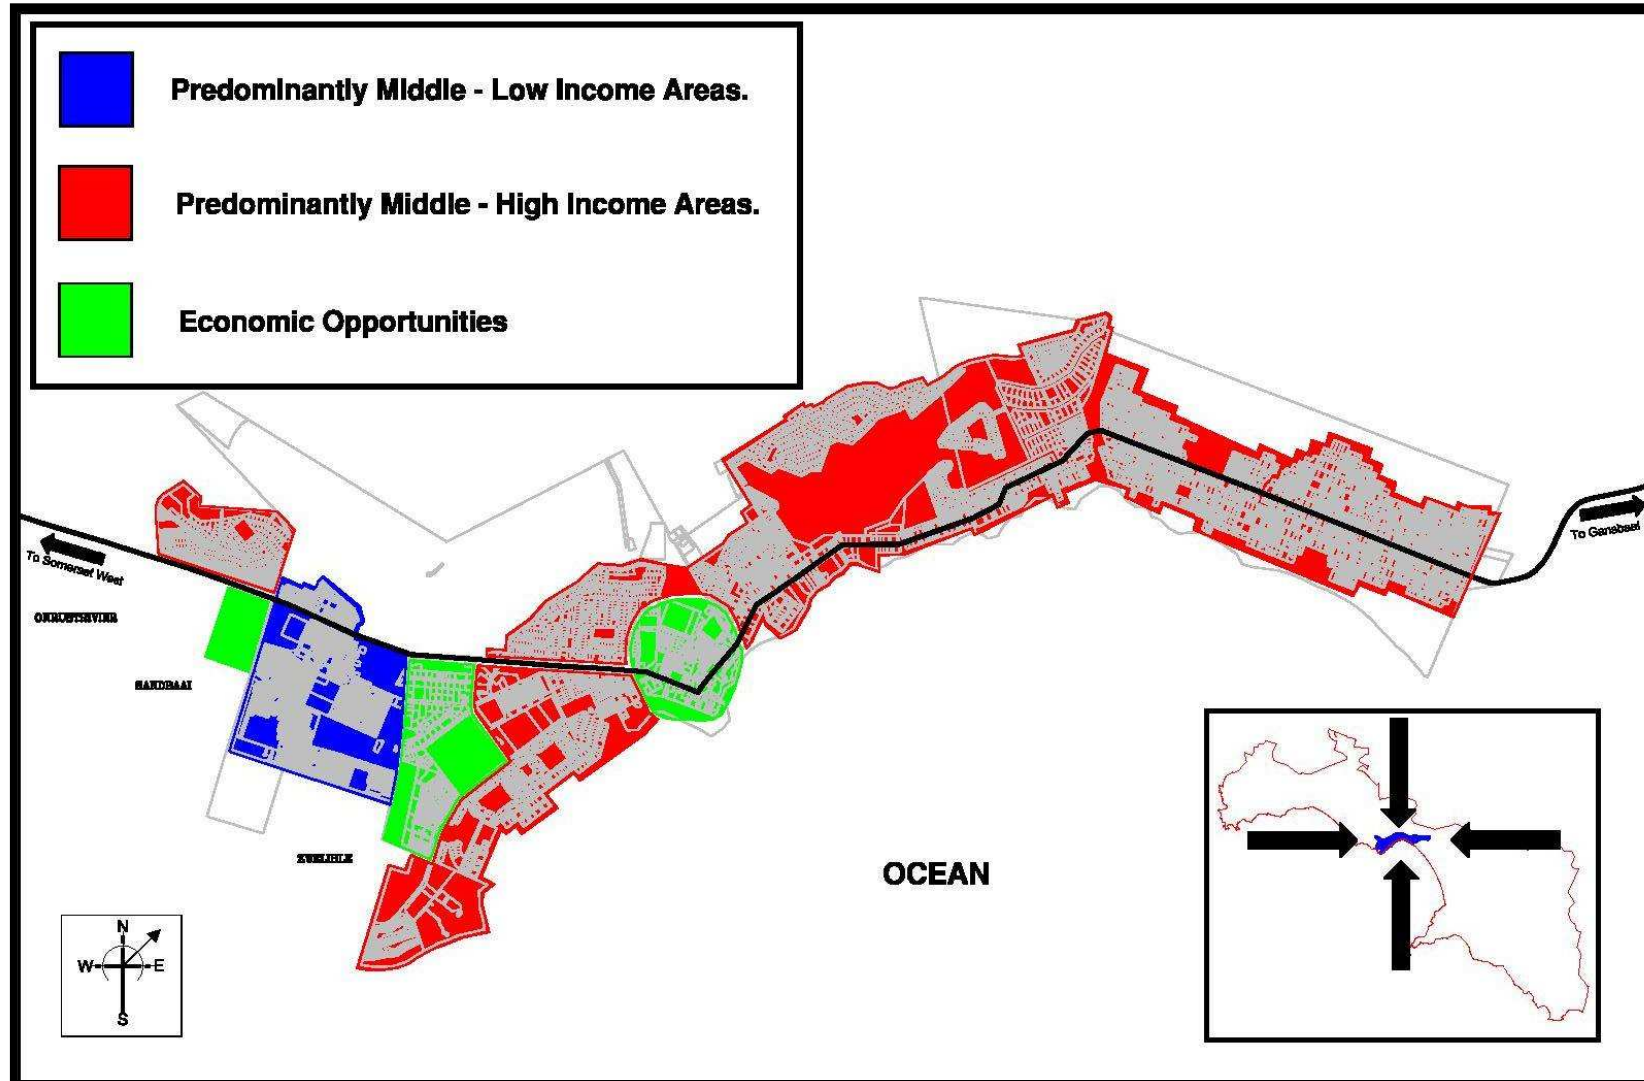 Predominantly Middle - Low Income Areas.
Predominantly Middle - High Income Areas.
Economic Opportunities
To Somerset West
To Gansbaai
SANDBAAI
ZWELIHLE
OCEAN
N
W
E
S